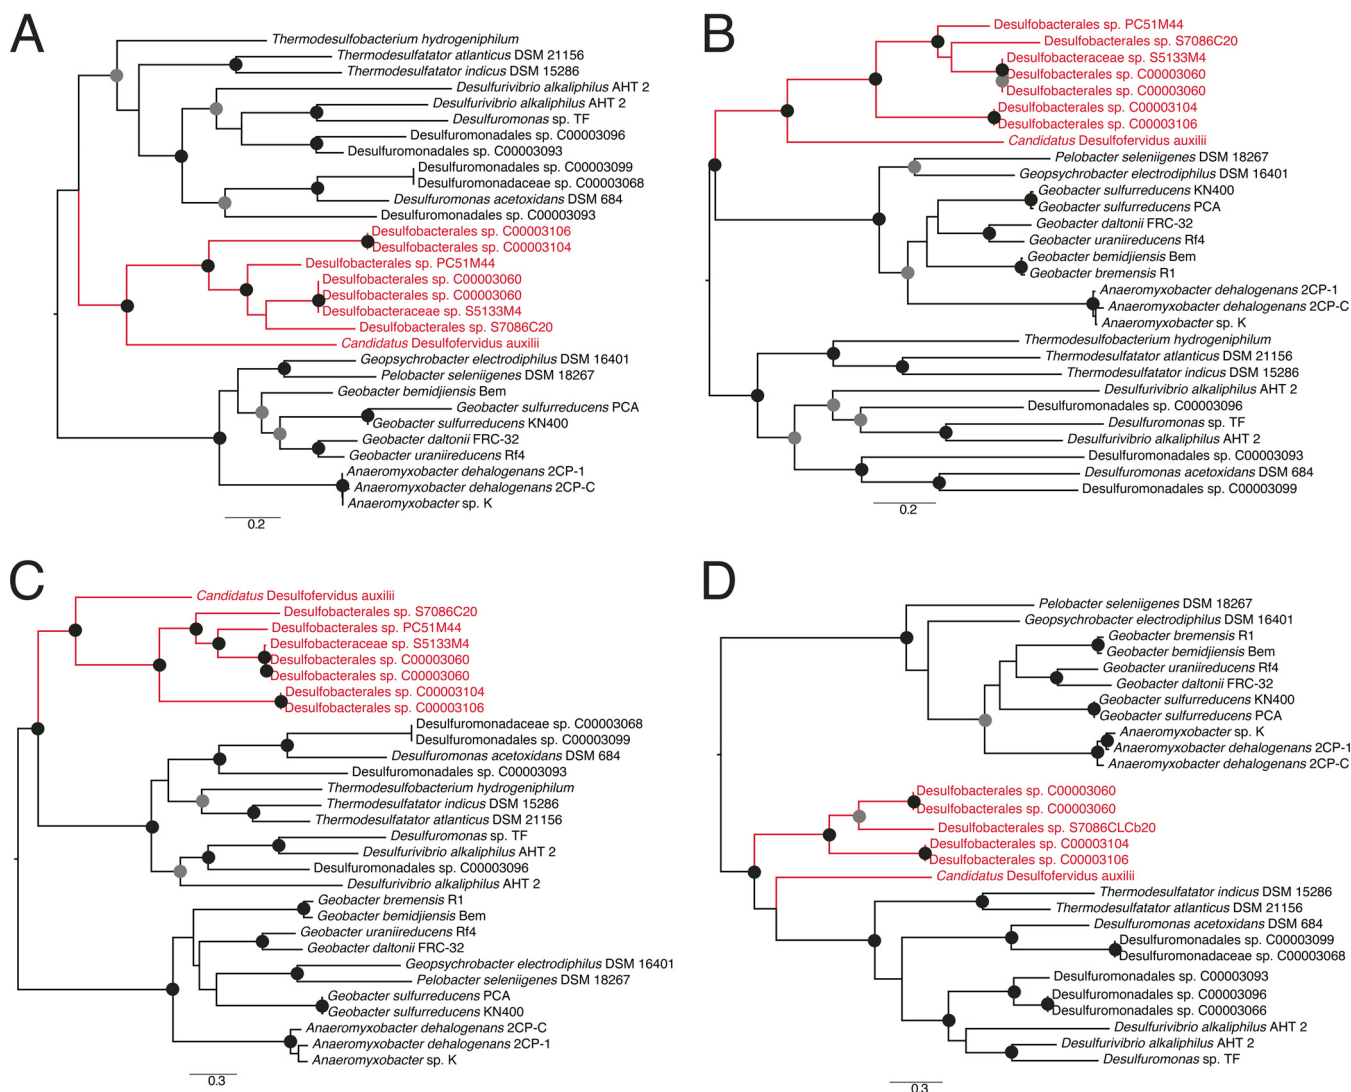 A
Thermodesulfobacterium hydrogeniphilum
Thermodesulfatator atlanticus DSM 21156
Thermodesulfatator indicus DSM 15286
Desulfurivibrio alkaliphilus AHT 2
Desulfurivibrio alkaliphilus AHT 2
Desulfuromonas sp. TF
Desulfuromonadales sp. C00003096
Desulfuromonadales sp. C00003093
Desulfuromonadales sp. C00003099
Desulfuromonadaceae sp. C00003068
Desulfuromonas acetoxidans DSM 684
Desulfuromonadales sp. C00003093
Desulfobacterales sp. C00003106
Desulfobacterales sp. C00003104
Desulfobacterales sp. PC51M44
Desulfobacterales sp. C00003060
Desulfobacterales sp. C00003060
Desulfobacteraceae sp. S5133M4
Desulfobacterales sp. S7086C20
Candidatus Desulfofervidus auxilii
Geopsychrobacter electrodiphilus DSM 16401
Pelobacter seleniigenes DSM 18267
Geobacter bemidjiensis Bem
Geobacter sulfurreducens PCA
Geobacter sulfurreducens KN400
Geobacter daltonii FRC-32
Geobacter uraniireducens Rf4
Anaeromyxobacter dehalogenans 2CP-1
Anaeromyxobacter dehalogenans 2CP-C
Anaeromyxobacter sp. K
0.2
B
Desulfobacterales sp. PC51M44
Desulfobacterales sp. S7086C20
Desulfobacteraceae sp. S5133M4
Desulfobacterales sp. C00003060
Desulfobacterales sp. C00003060
Desulfobacterales sp. C00003104
Desulfobacterales sp. C00003106
Candidatus Desulfofervidus auxilii
Pelobacter seleniigenes DSM 18267
Geopsychrobacter electrodiphilus DSM 16401
Geobacter sulfurreducens KN400
Geobacter sulfurreducens PCA
Geobacter daltonii FRC-32
Geobacter uraniireducens Rf4
Geobacter bemidjiensis Bem
Geobacter bremensis R1
Anaeromyxobacter dehalogenans 2CP-1
Anaeromyxobacter dehalogenans 2CP-C
Anaeromyxobacter sp. K
Thermodesulfobacterium hydrogeniphilum
Thermodesulfatator atlanticus DSM 21156
Thermodesulfatator indicus DSM 15286
Desulfurivibrio alkaliphilus AHT 2
Desulfuromonadales sp. C00003096
Desulfuromonas sp. TF
Desulfurivibrio alkaliphilus AHT 2
Desulfuromonadales sp. C00003093
Desulfuromonas acetoxidans DSM 684
Desulfuromonadales sp. C00003099
0.2
C
Candidatus Desulfofervidus auxilii
Desulfobacterales sp. S7086C20
Desulfobacterales sp. PC51M44
Desulfobacteraceae sp. S5133M4
Desulfobacterales sp. C00003060
Desulfobacterales sp. C00003060
Desulfobacterales sp. C00003104
Desulfobacterales sp. C00003106
Desulfuromonadaceae sp. C00003068
Desulfuromonadales sp. C00003099
Desulfuromonas acetoxidans DSM 684
Desulfuromonadales sp. C00003093
Thermodesulfobacterium hydrogeniphilum
Thermodesulfatator indicus DSM 15286
Thermodesulfatator atlanticus DSM 21156
Desulfuromonas sp. TF
Desulfurivibrio alkaliphilus AHT 2
Desulfuromonadales sp. C00003096
Desulfurivibrio alkaliphilus AHT 2
Geobacter bremensis R1
Geobacter bemidjiensis Bem
Geobacter uraniireducens Rf4
Geobacter daltonii FRC-32
Geopsychrobacter electrodiphilus DSM 16401
Pelobacter seleniigenes DSM 18267
Geobacter sulfurreducens PCA
Geobacter sulfurreducens KN400
Anaeromyxobacter dehalogenans 2CP-C
Anaeromyxobacter dehalogenans 2CP-1
Anaeromyxobacter sp. K
0.3
D
Pelobacter seleniigenes DSM 18267
Geopsychrobacter electrodiphilus DSM 16401
Geobacter bremensis R1
Geobacter bemidjiensis Bem
Geobacter uraniireducens Rf4
Geobacter daltonii FRC-32
Geobacter sulfurreducens KN400
Geobacter sulfurreducens PCA
Anaeromyxobacter sp. K
Anaeromyxobacter dehalogenans 2CP-1
Anaeromyxobacter dehalogenans 2CP-C
Desulfobacterales sp. C00003060
Desulfobacterales sp. C00003060
Desulfobacterales sp. S7086CLCb20
Desulfobacterales sp. C00003104
Desulfobacterales sp. C00003106
Candidatus Desulfofervidus auxilii
Thermodesulfatator indicus DSM 15286
Thermodesulfatator atlanticus DSM 21156
Desulfuromonas acetoxidans DSM 684
Desulfuromonadales sp. C00003099
Desulfuromonadaceae sp. C00003068
Desulfuromonadales sp. C00003093
Desulfuromonadales sp. C00003096
Desulfuromonadales sp. C00003066
Desulfurivibrio alkaliphilus AHT 2
Desulfurivibrio alkaliphilus AHT 2
Desulfuromonas sp. TF
0.3